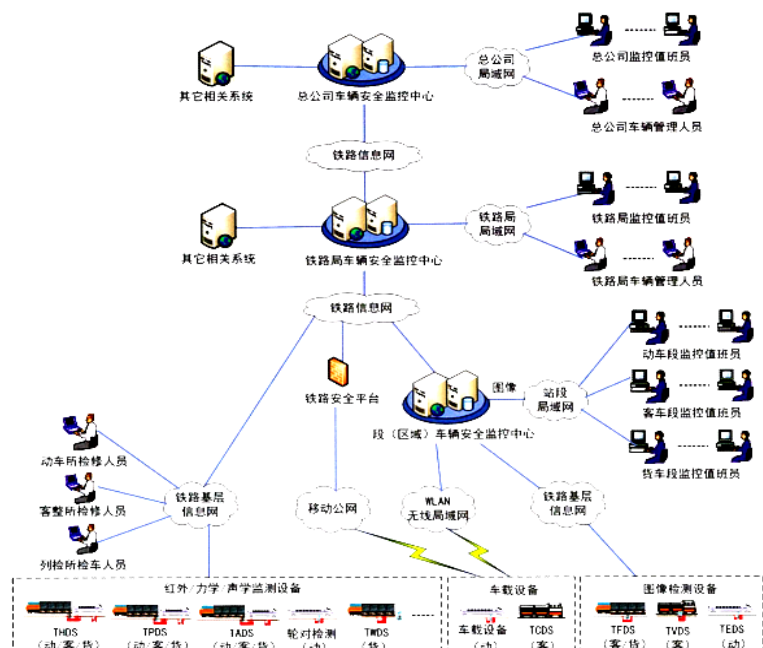 总公司监控值班员
总公司
局域网
其它相关系统
总公司车辆安全监控中心
总公司车辆管理人员
铁路信息网
铁路局监控值班员
铁路局
局域网
其它相关系统
铁路局车辆安全监控中心
铁路局车辆管理人员
铁路信息网
动车段监控值班员
铁路安全平台
图像
站段
局域网
客车段监控值班员
段（区域）车辆安全监控中心
动车所检修人员
货车段监控值班员
客整所检修人员
铁路基层
信息网
移动公网
WLAN
无线局域网
铁路基层
信息网
列检所检车人员
红外/力学/声学监测设备
车载设备
图像检测设备
THDS
(动/客/货)
TPDS
(动/客/货)
TADS
(动/客/货)
轮对检测
(动)
TWDS
(货)
车载设备
(动)
TCDS
(客)
TFDS
(客/货)
TVDS
(客)
TEDS
(动)